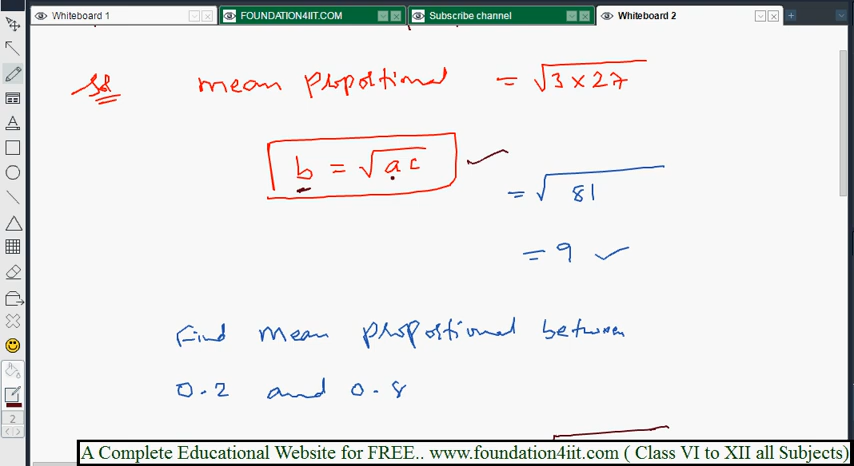 Whiteboard 1
FOUNDATION4IIT.COM
Subscribe channel
Whiteboard 2
Sol mean proportional = √3×27
b = √ac
= √81
= 9
Find mean proportional between
0.2 and 0.8
2
A Complete Educational Website for FREE.. www.foundation4iit.com ( Class VI to XII all Subjects)